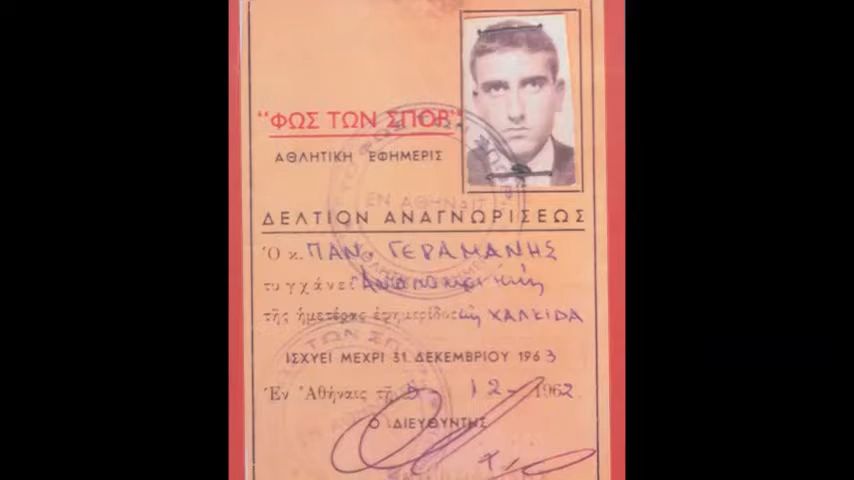 "ΦΩΣ ΤΩΝ ΣΠΟΡ"
ΑΘΛΗΤΙΚΗ ΕΦΗΜΕΡΙΣ
ΔΕΛΤΙΟΝ ΑΝΑΓΝΩΡΙΣΕΩΣ
Ὁ κ. ΠΑΝ. ΓΕΡΑΜΑΝΗΣ
τυγχάνει
τῆς ἡμετέρας ἐφημερίδος ΧΑΛΚΙΔΑ
ΙΣΧΥΕΙ ΜΕΧΡΙ 31 ΔΕΚΕΜΒΡΙΟΥ 1963
Ἐν Ἀθήναις τῇ 12 - 1962
Ο ΔΙΕΥΘΥΝΤΗΣ